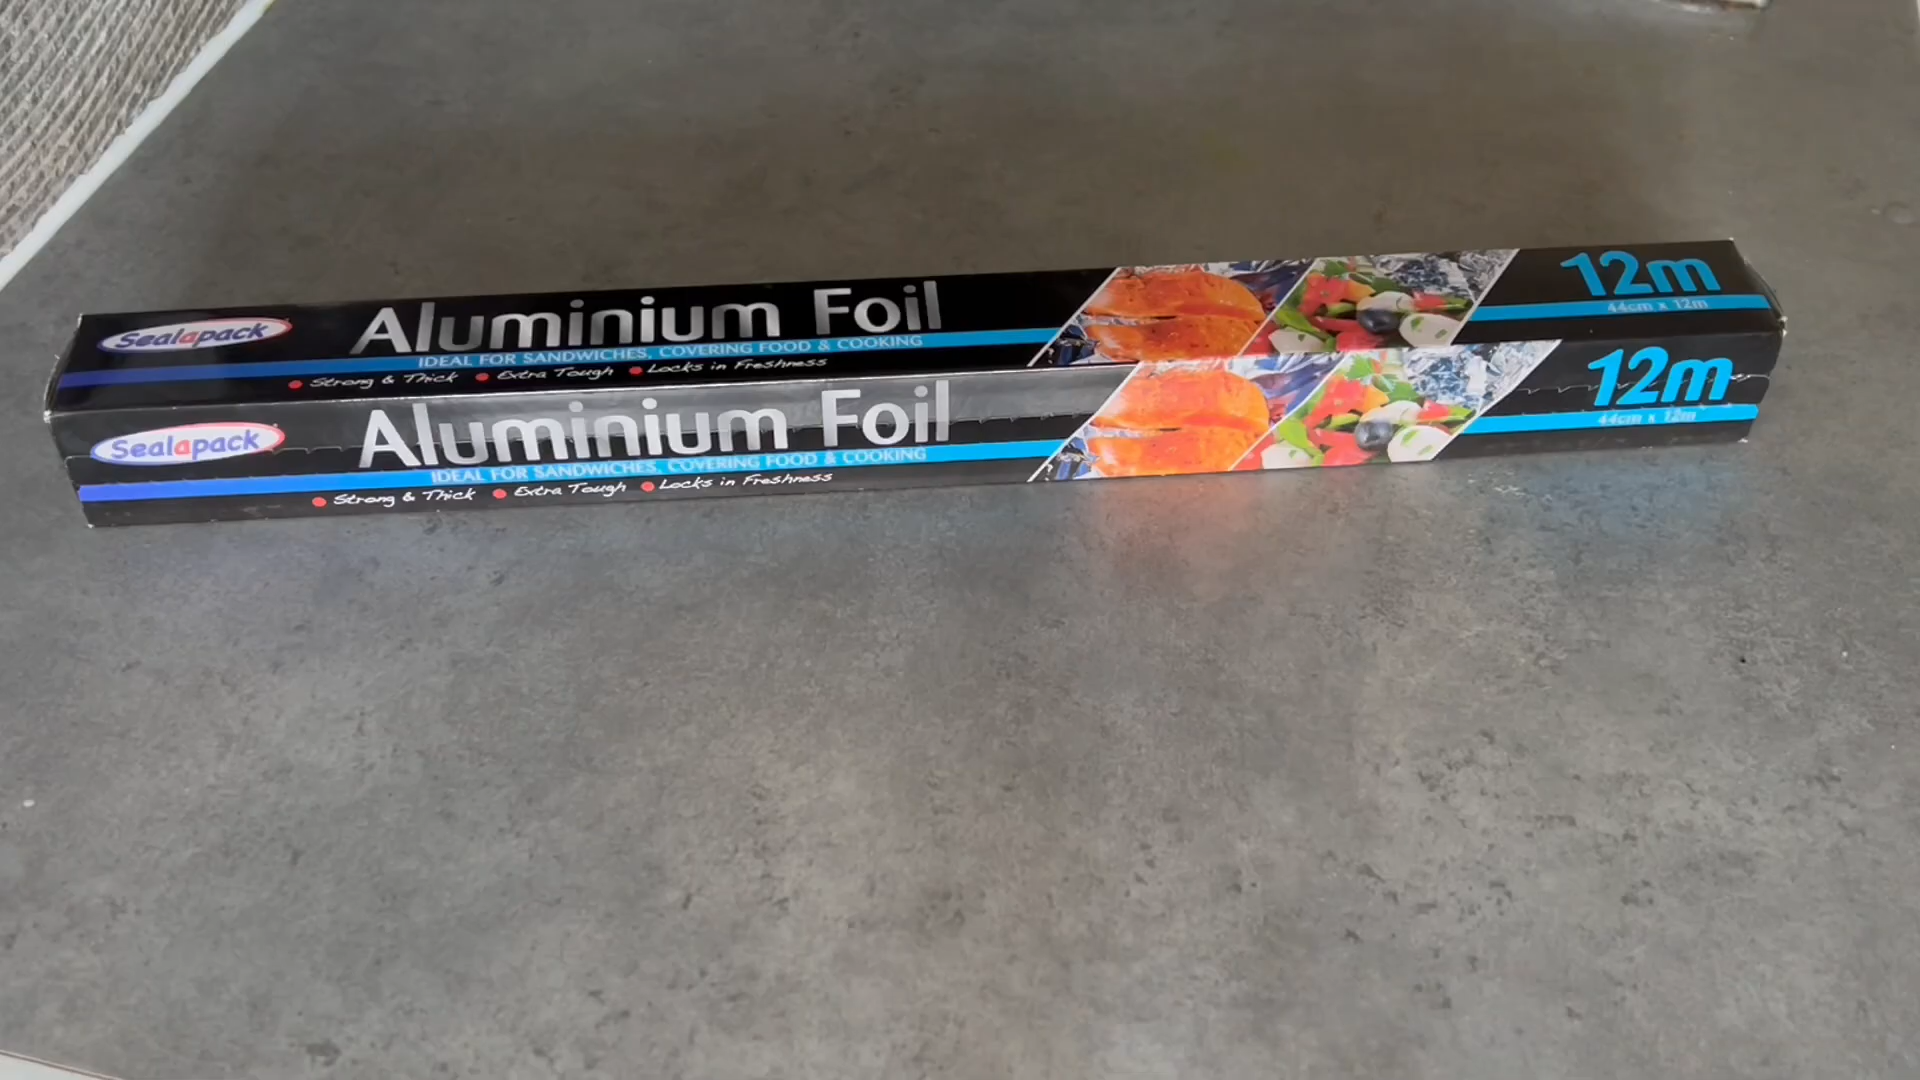 Sealapack
Aluminium Foil
12m
44cm x 12m
IDEAL FOR SANDWICHES, COVERING FOOD & COOKING
Strong & Thick Extra Tough Locks in Freshness
Sealapack
Aluminium Foil
12m
44cm x 12m
IDEAL FOR SANDWICHES, COVERING FOOD & COOKING
Strong & Thick Extra Tough Locks in Freshness